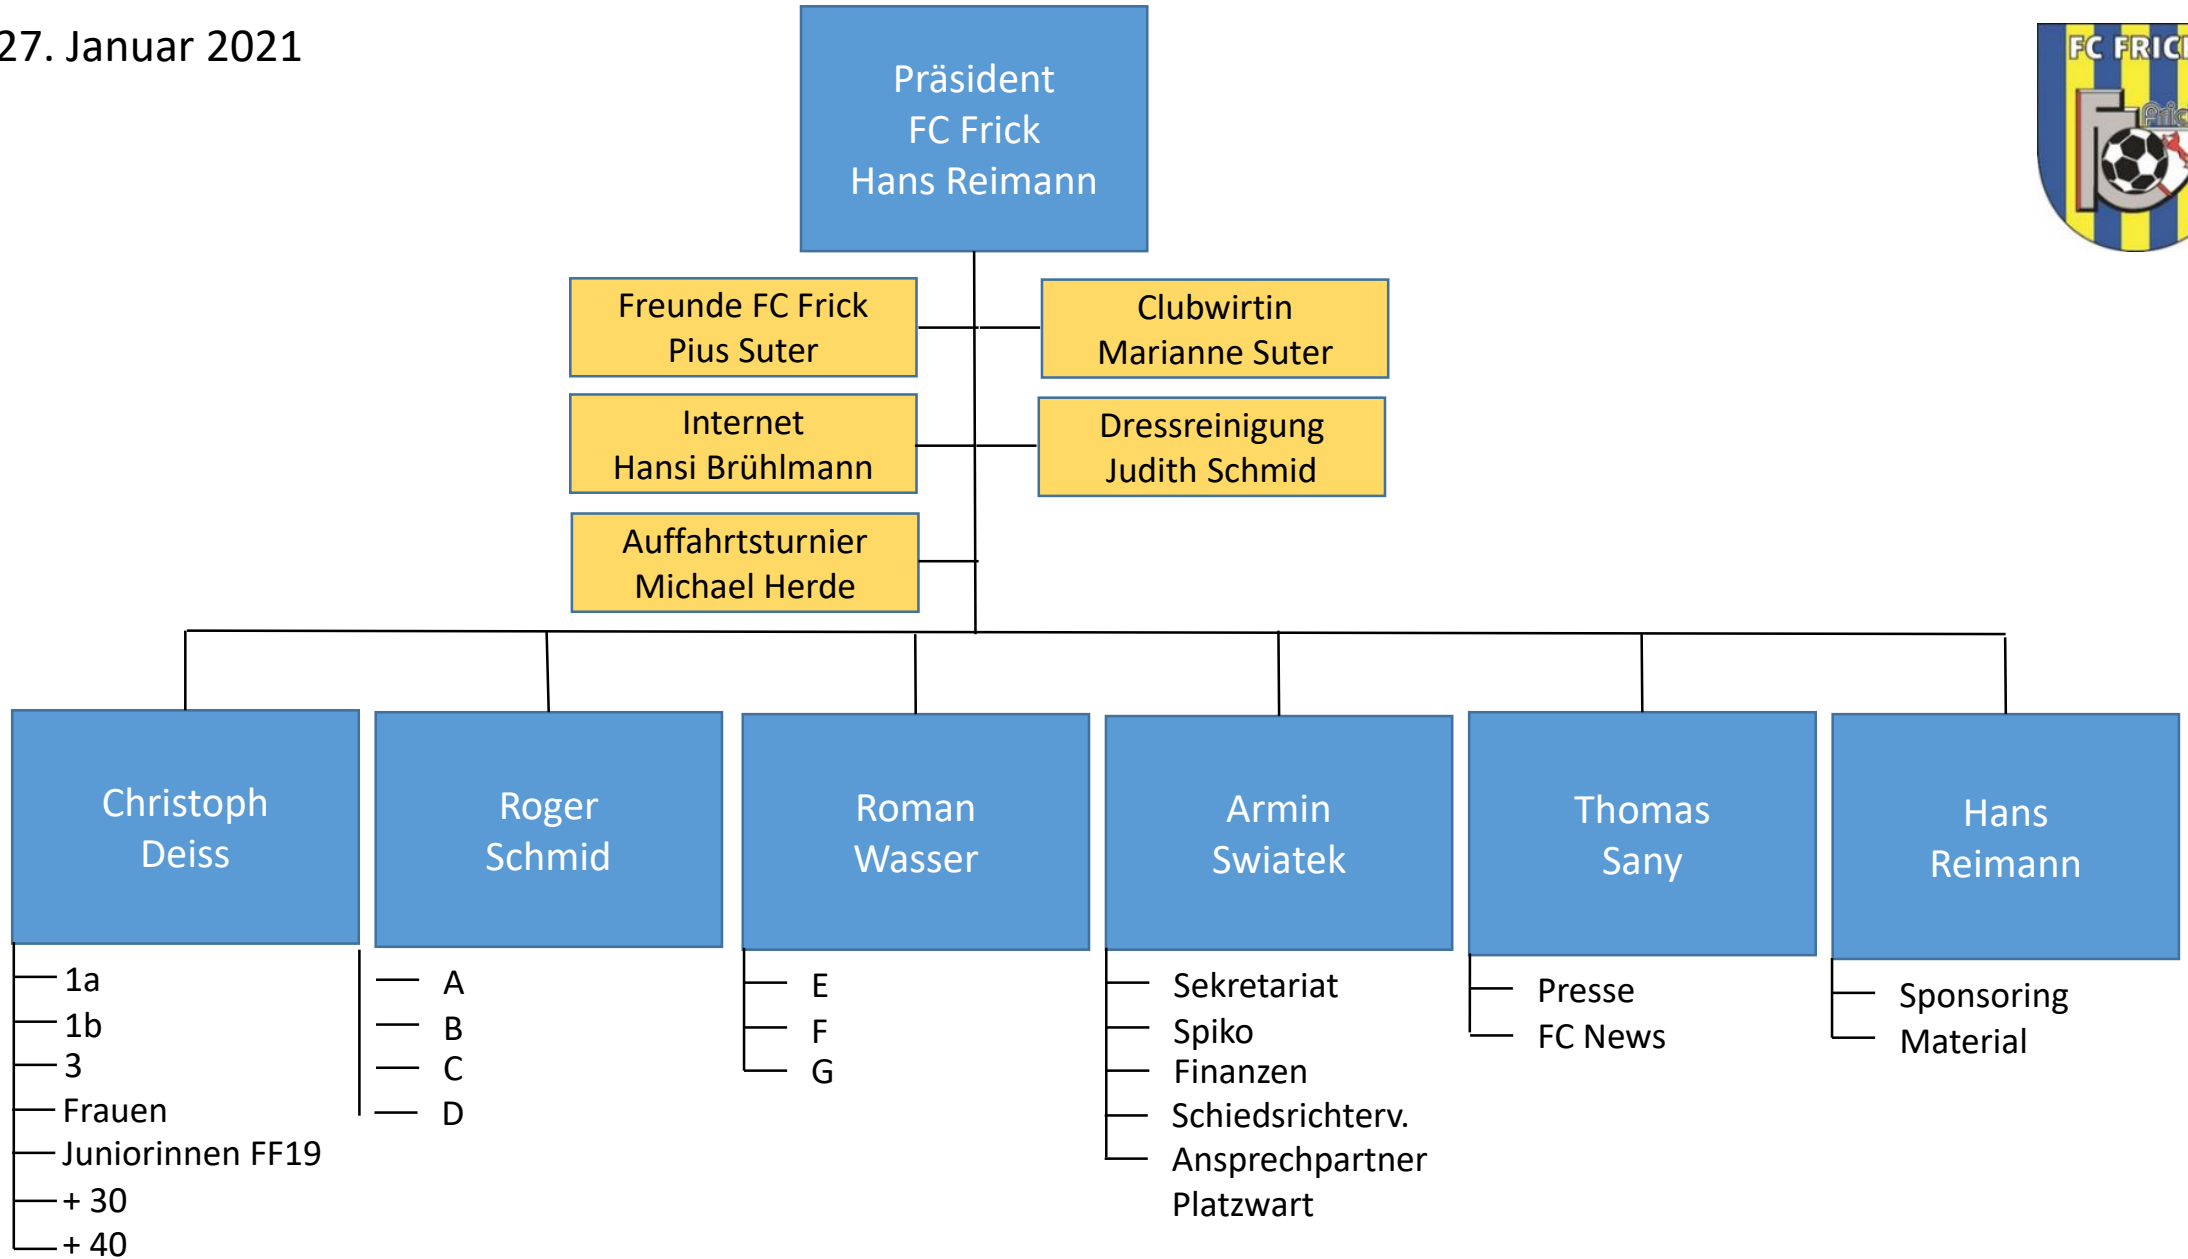 27. Januar 2021
FC FRICK
Präsident
FC Frick
Hans Reimann
Freunde FC Frick
Pius Suter
Clubwirtin
Marianne Suter
Internet
Hansi Brühlmann
Dressreinigung
Judith Schmid
Auffahrtsturnier
Michael Herde
Christoph
Deiss
1a
1b
3
Frauen
Juniorinnen FF19
+ 30
+ 40
Roger
Schmid
A
B
C
D
Roman
Wasser
E
F
G
Armin
Swiatek
Sekretariat
Spiko
Finanzen
Schiedsrichterv.
Ansprechpartner
Platzwart
Thomas
Sany
Presse
FC News
Hans
Reimann
Sponsoring
Material